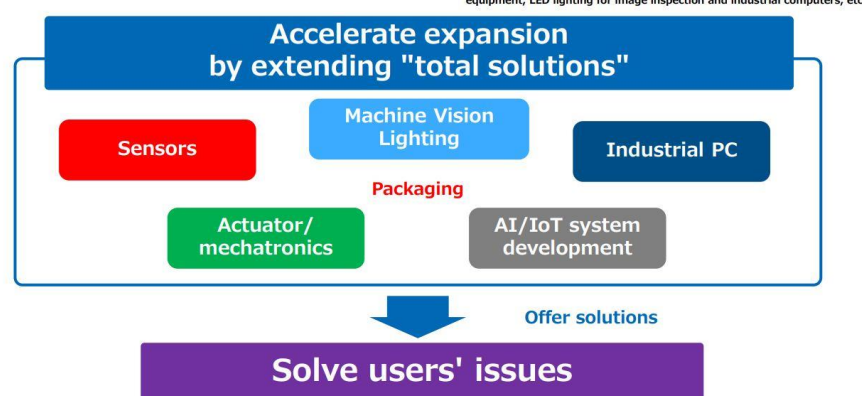 equipment, LED lighting for image inspection and industrial computers, etc
Accelerate expansion
by extending "total solutions"
Machine Vision
Lighting
Sensors
Industrial PC
Packaging
Actuator/
mechatronics
AI/IoT system
development
Offer solutions
Solve users' issues